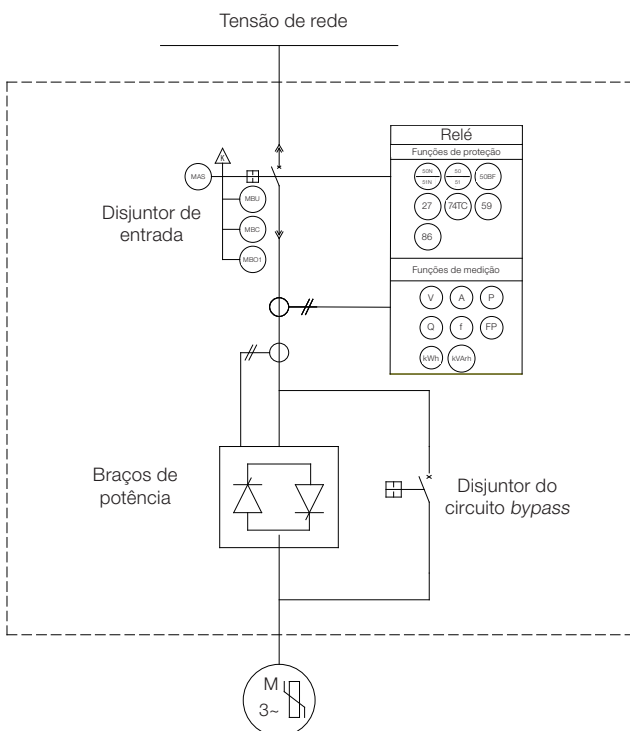 Tensão de rede
Relé
Funções de proteção
50N
51N
50
51
50BF
27
74TC
59
86
Funções de medição
V
A
P
Q
f
FP
kWh
kVArh
K
MAS
MBU
MBC
MBO1
Disjuntor de
entrada
Braços de
potência
Disjuntor do
circuito bypass
M
3~